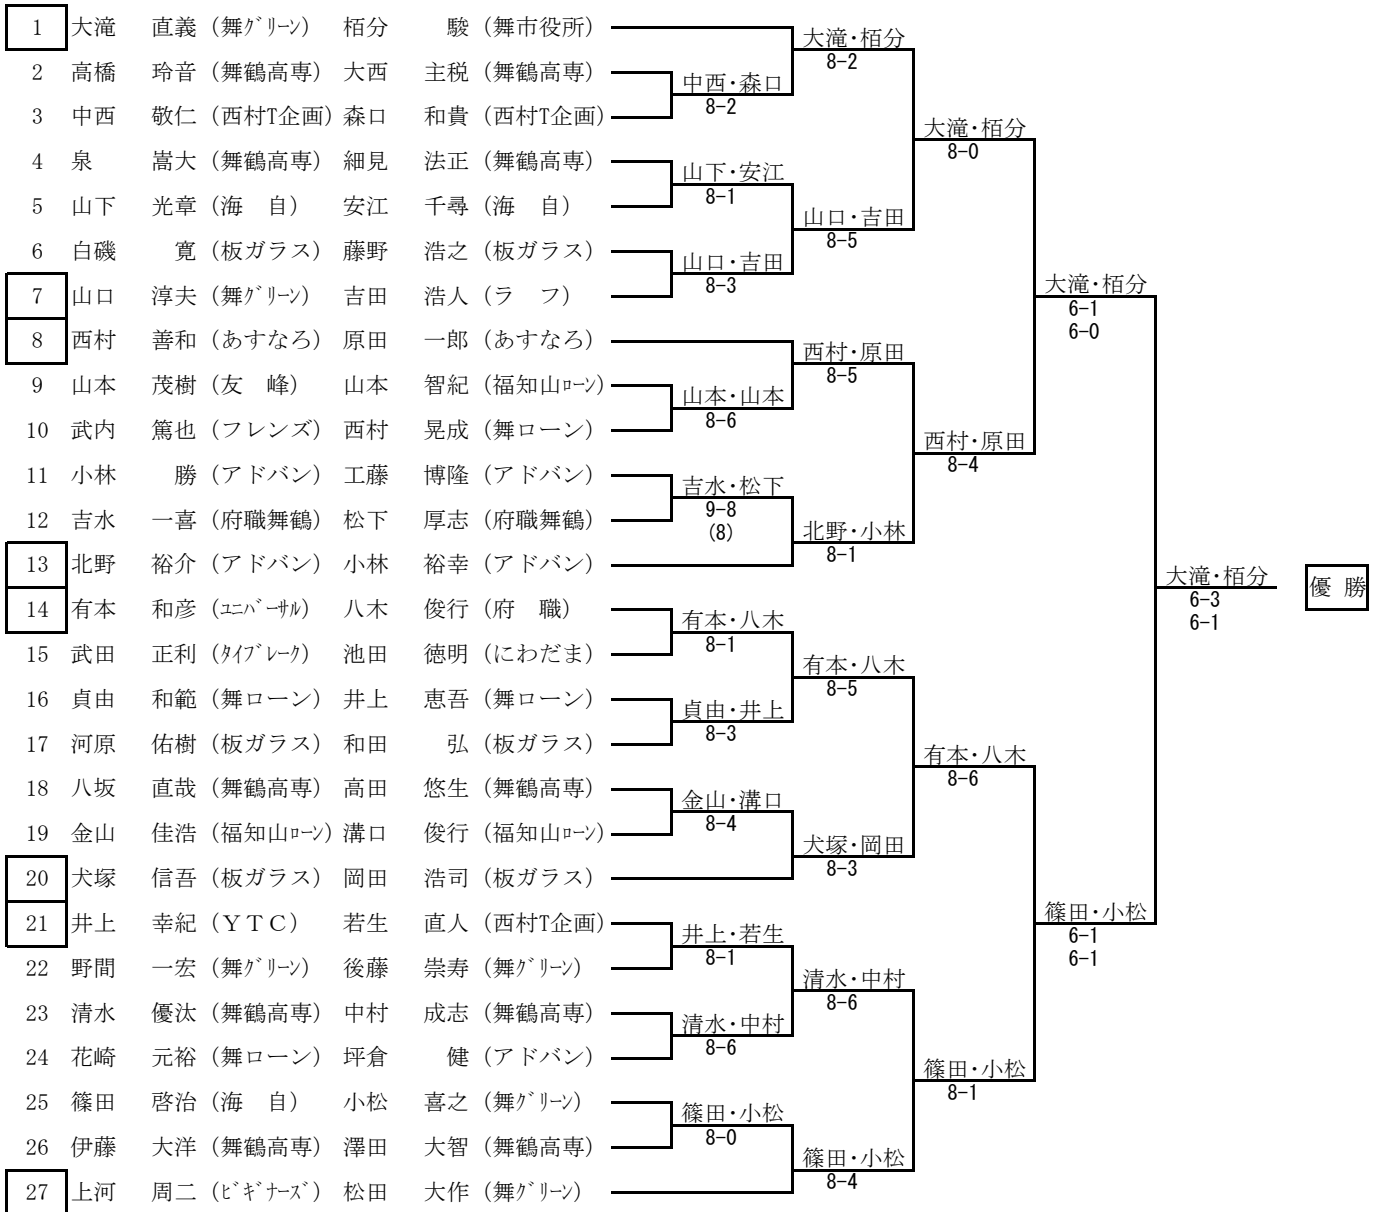 1 大滝 直義 (舞グリーン) 栢分 駿 (舞市役所)
2 高橋 玲音 (舞鶴高専) 大西 主税 (舞鶴高専)
3 中西 敬仁 (西村T企画) 森口 和貴 (西村T企画)
4 泉 嵩大 (舞鶴高専) 細見 法正 (舞鶴高専)
5 山下 光章 (海 自) 安江 千尋 (海 自)
6 白磯 寛 (板ガラス) 藤野 浩之 (板ガラス)
7 山口 淳夫 (舞グリーン) 吉田 浩人 (ラ フ)
8 西村 善和 (あすなろ) 原田 一郎 (あすなろ)
9 山本 茂樹 (友 峰) 山本 智紀 (福知山ローン)
10 武内 篤也 (フレンズ) 西村 晃成 (舞ローン)
11 小林 勝 (アドバン) 工藤 博隆 (アドバン)
12 吉水 一喜 (府職舞鶴) 松下 厚志 (府職舞鶴)
13 北野 裕介 (アドバン) 小林 裕幸 (アドバン)
14 有本 和彦 (ユニバーサル) 八木 俊行 (府 職)
15 武田 正利 (タイブレーク) 池田 徳明 (にわだま)
16 貞由 和範 (舞ローン) 井上 恵吾 (舞ローン)
17 河原 佑樹 (板ガラス) 和田 弘 (板ガラス)
18 八坂 直哉 (舞鶴高専) 高田 悠生 (舞鶴高専)
19 金山 佳浩 (福知山ローン) 溝口 俊行 (福知山ローン)
20 犬塚 信吾 (板ガラス) 岡田 浩司 (板ガラス)
21 井上 幸紀 (YTC) 若生 直人 (西村T企画)
22 野間 一宏 (舞グリーン) 後藤 崇寿 (舞グリーン)
23 清水 優汰 (舞鶴高専) 中村 成志 (舞鶴高専)
24 花崎 元裕 (舞ローン) 坪倉 健 (アドバン)
25 篠田 啓治 (海 自) 小松 喜之 (舞グリーン)
26 伊藤 大洋 (舞鶴高専) 澤田 大智 (舞鶴高専)
27 上河 周二 (ビギナーズ) 松田 大作 (舞グリーン)
中西・森口
8-2
山下・安江
8-1
山口・吉田
8-3
山本・山本
8-6
吉水・松下
9-8
(8)
有本・八木
8-1
貞由・井上
8-3
金山・溝口
8-4
井上・若生
8-1
清水・中村
8-6
篠田・小松
8-0
大滝・栢分
8-2
山口・吉田
8-5
西村・原田
8-5
北野・小林
8-1
有本・八木
8-5
犬塚・岡田
8-3
清水・中村
8-6
篠田・小松
8-4
大滝・栢分
8-0
西村・原田
8-4
有本・八木
8-6
篠田・小松
8-1
大滝・栢分
6-1
6-0
篠田・小松
6-1
6-1
大滝・栢分
6-3
6-1
優 勝